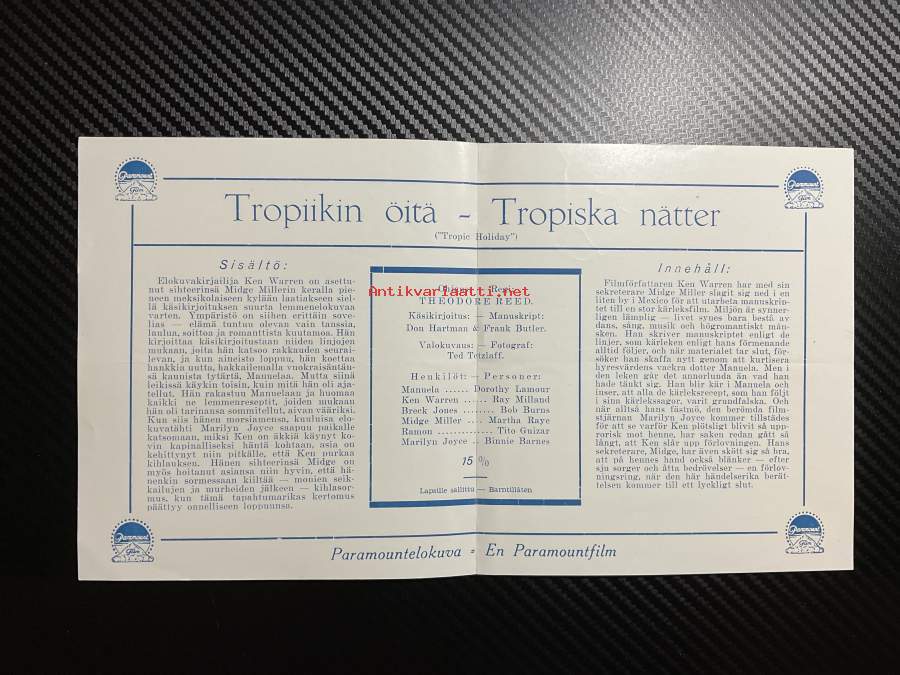 Paramount
Film
Paramount
Film
Tropiikin öitä - Tropiska nätter
("Tropic Holiday")
Sisältö:
Elokuvakirjailija Ken Warren on asettu-
nut sihteerinsä Midge Millerin keralla pie-
neen meksikolaiseen kylään laatiakseen siel-
lä käsikirjoituksen suurta lemmenelokuvaa
varten. Ympäristö on siihen erittäin sove-
lias — elämä tuntuu olevan vain tanssia,
laulua, soittoa ja romanttista kuutamoa. Hän
kirjoittaa käsikirjoitustaan niiden linjojen
mukaan, joita hän katsoo rakkauden seurai-
levan, ja kun aineisto loppuu, hän koettaa
hankkia uutta, hakkailemalla vuokraisäntäu-
sä kaunista tytärtä, Manuelaa. Mutta siinä
leikissä käykin toisin, kuin mitä hän oli aja-
tellut. Hän rakastuu Manuelaan ja huomaa
kaikki ne lemmenreseptit, joiden mukaan
hän oli tarinansa sommitellut, aivan vääriksi.
Kun siis hänen morsiamensa, kuuluisa elo-
kuvatähti Marilyn Joyce saapuu paikalle
katsomaan, miksi Ken on äkkiä käynyt ko-
vin kapinalliseksi häntä kohtaan, asia on
kehittynyt niin pitkälle, että Ken purkaa
kihlauksen. Hänen sihteerinsä Midge on
myös hoitanut asiansa niin hyvin, että hä-
nenkin sormessaan kiiltää — monien seik-
kailujen ja murheiden jälkeen — kihlasor-
mus, kun tämä tapahtumarikas kertomus
päättyy onnelliseen loppuunsa.
Antikvariaatti.net
THEODORE REED.
Käsikirjoitus: — Manuskript:
Don Hartman & Frank Butler.
Valokuvaus: — Fotograf:
Ted Tetzlaff.
Henkilöt: — Personer:
Manuela ...... Dorothy Lamour
Ken Warren ...... Ray Milland
Breck Jones ........ Bob Burns
Midge Miller .... Martha Raye
Ramon ............ Tito Guizar
Marilyn Joyce .. Binnie Barnes
15 %
Lapsille sallittu — Barntillåten
Innehåll:
Filmförfattaren Ken Warren har med sin
sekreterare Midge Miller slagit sig ned i en
liten by i Mexico för att utarbeta manuskrin-
tet till en stor kärleksfilm. Miljön är synner-
ligen lämplig — livet synes bara bestå av
dans, sång, musik och högromantiskt mån-
sken. Han skriver manuskriptet enligt de
linjer, som kärleken enligt hans förmenande
alltid följer, och när materialet tar slut, för-
söker han skaffa nytt genom att kurtisera
hyresvärdens vackra dotter Manuela. Men i
den leken går det annorlunda än vad han
hade tänkt sig. Han blir kär i Manuela och
inser, att alla de kärleksrecept, som han följt
i sinn kärlekssagor, varit grundfalska. Och
när alltså hans fästmö, den berömda film-
stjärnan Marilyn Joyce kommer tillstädes
för att se varför Ken plötsligt blivit så upp-
rorisk mot henne, har saken redan gått så
långt, att Ken slår upp förlovningen. Hans
sekreterare, Midge, har även skött sig så bra,
att på hennes hand också blänker — efter
sju sorger och åtta bedrövelser — en förlov-
ningsring, när den här händelserika berät-
telsen kommer till ett lyckligt slut.
Paramount
Film
Paramount
Film
Paramountelokuva - En Paramountfilm